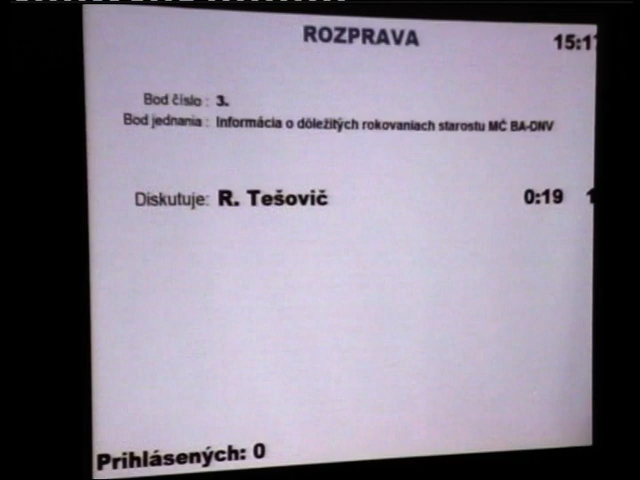 ROZPRAVA
15:1
Bod číslo : 3.
Bod jednania : Informácia o dôležitých rokovaniach starostu MČ BA-DNV
Diskutuje: R. Tešovič 0:19 1
Prihlásených: 0